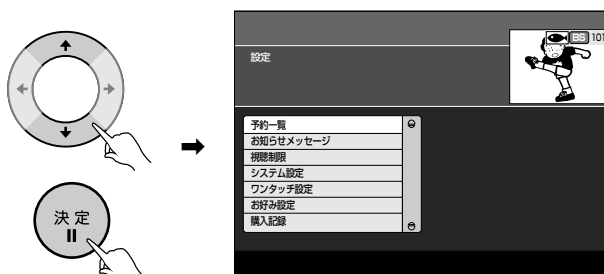 決定
設定
BS 101
予約一覧
お知らせメッセージ
視聴制限
システム設定
ワンタッチ設定
お好み設定
購入記録